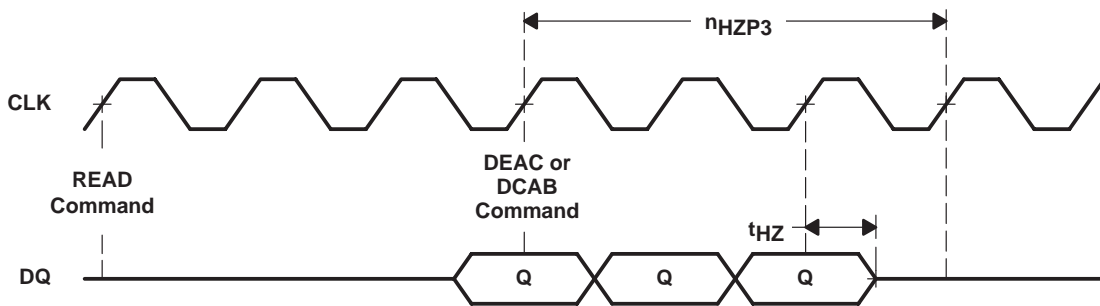 nHZP3
CLK
READ
Command
DEAC or
DCAB
Command
tHZ
DQ
Q
Q
Q